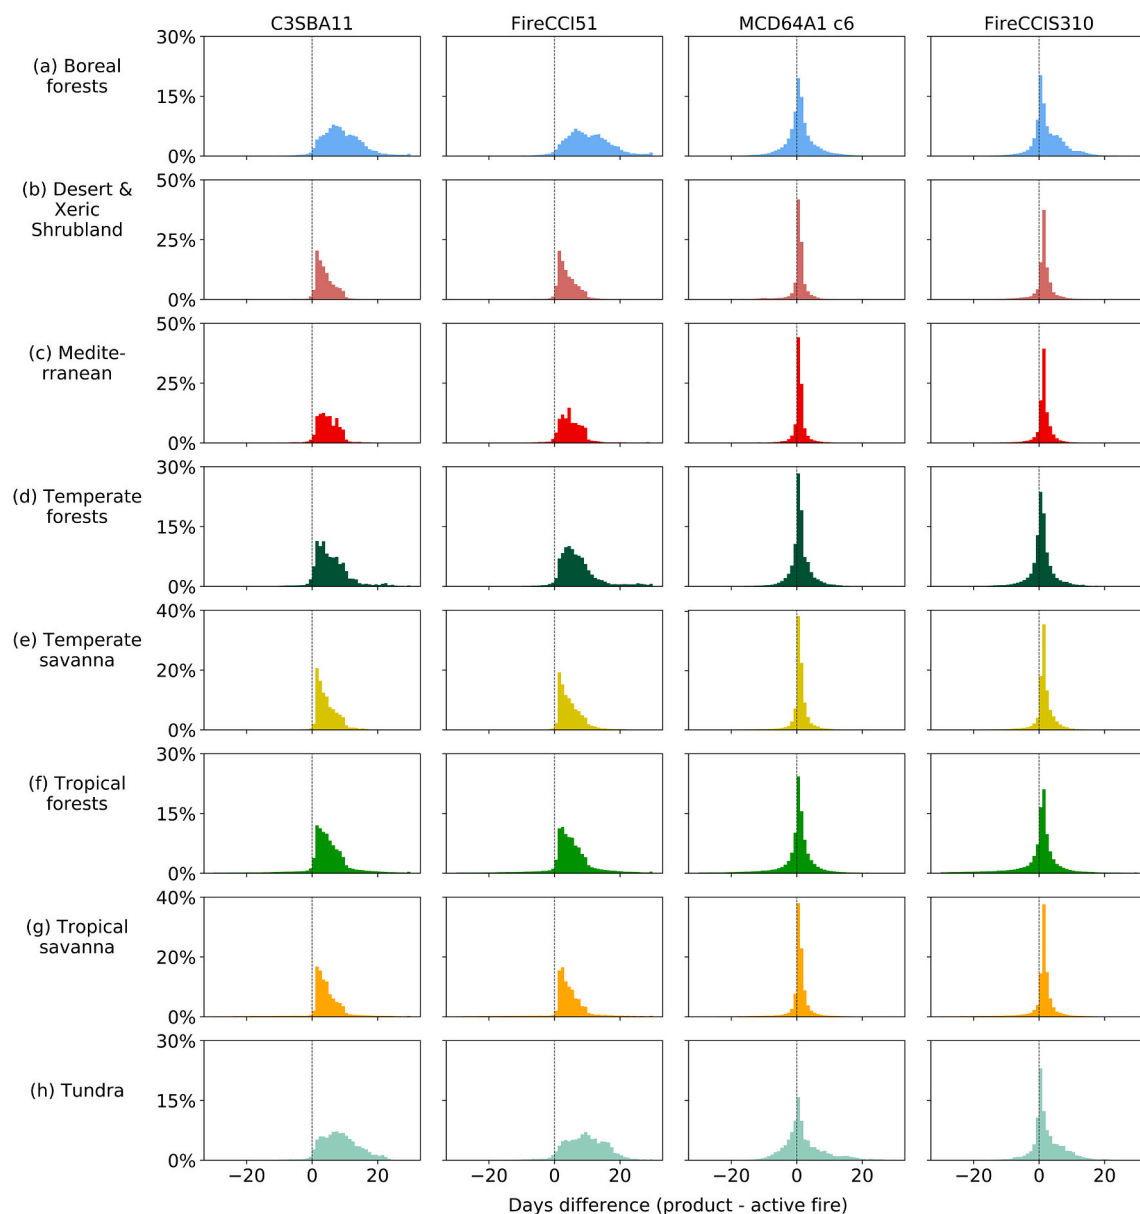 C3SBA11 FireCCI51 MCD64A1 c6 FireCCIS310
30%
(a) Boreal
forests
15%
0%
50%
(b) Desert &
Xeric
Shrubland
25%
0%
50%
(c) Medite-
rranean
25%
0%
30%
(d) Temperate
forests
15%
0%
40%
(e) Temperate
savanna
20%
0%
30%
(f) Tropical
forests
15%
0%
40%
(g) Tropical
savanna
20%
0%
30%
(h) Tundra
15%
0%
−20 0 20 −20 0 20 −20 0 20 −20 0 20
Days difference (product - active fire)